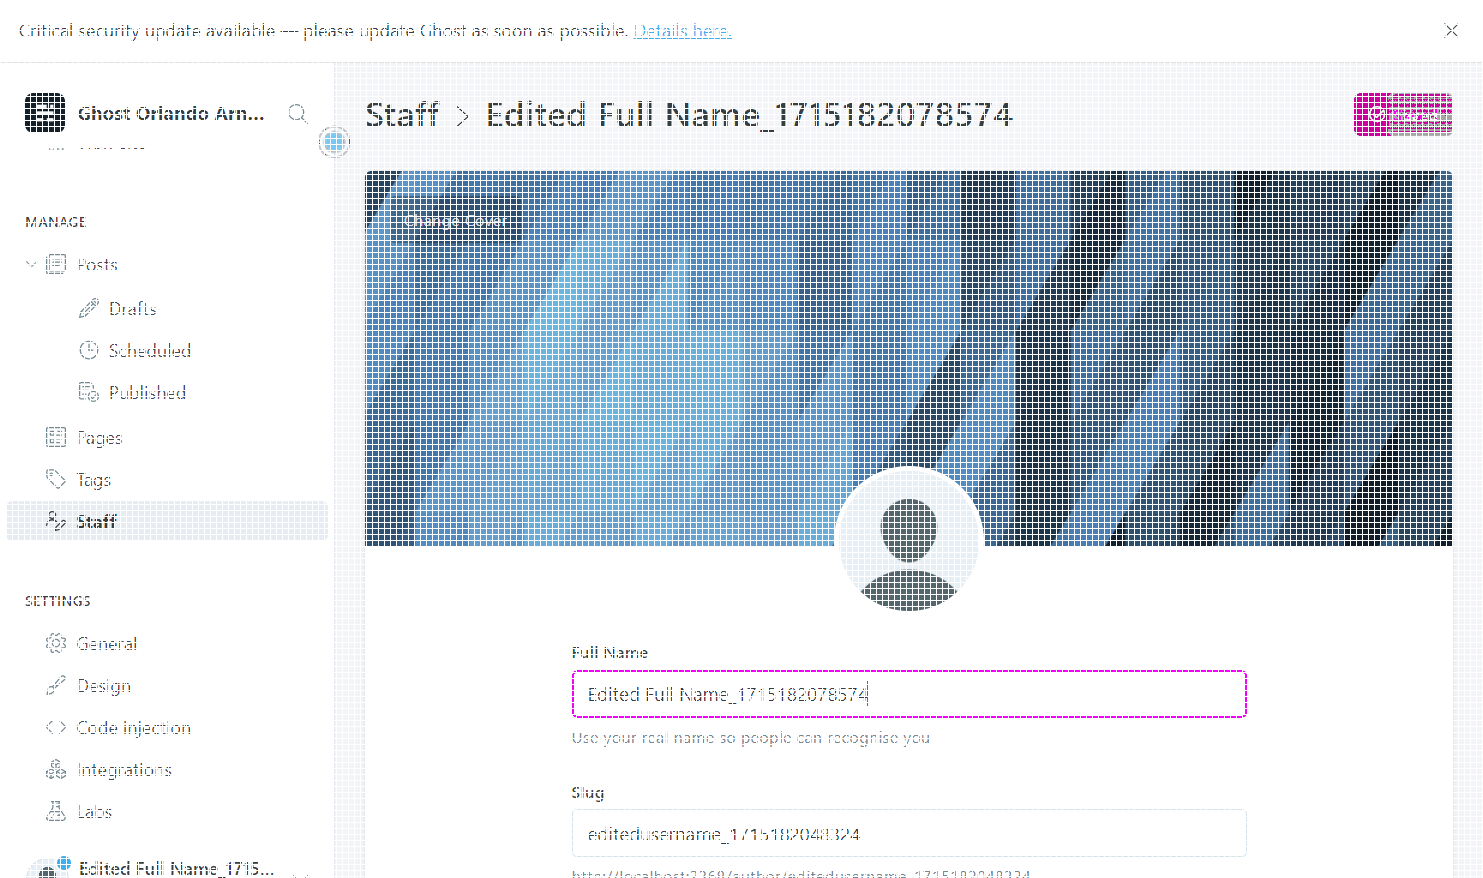 Critical security update available — please update Ghost as soon as possible. Details here.
Ghost Orlando Arn...
Staff
Edited Full Name_1715182078574
Change Cover
MANAGE
Posts
Drafts
Scheduled
Published
Pages
Tags
Staff
SETTINGS
General
Design
Code injection
Integrations
Labs
Edited Full Name_1715...
Full Name
Edited Full Name_1715182078574
Use your real name so people can recognise you
Slug
editedusername_1715182048324
http://localhost:2368/author/editedusername_1715182048324